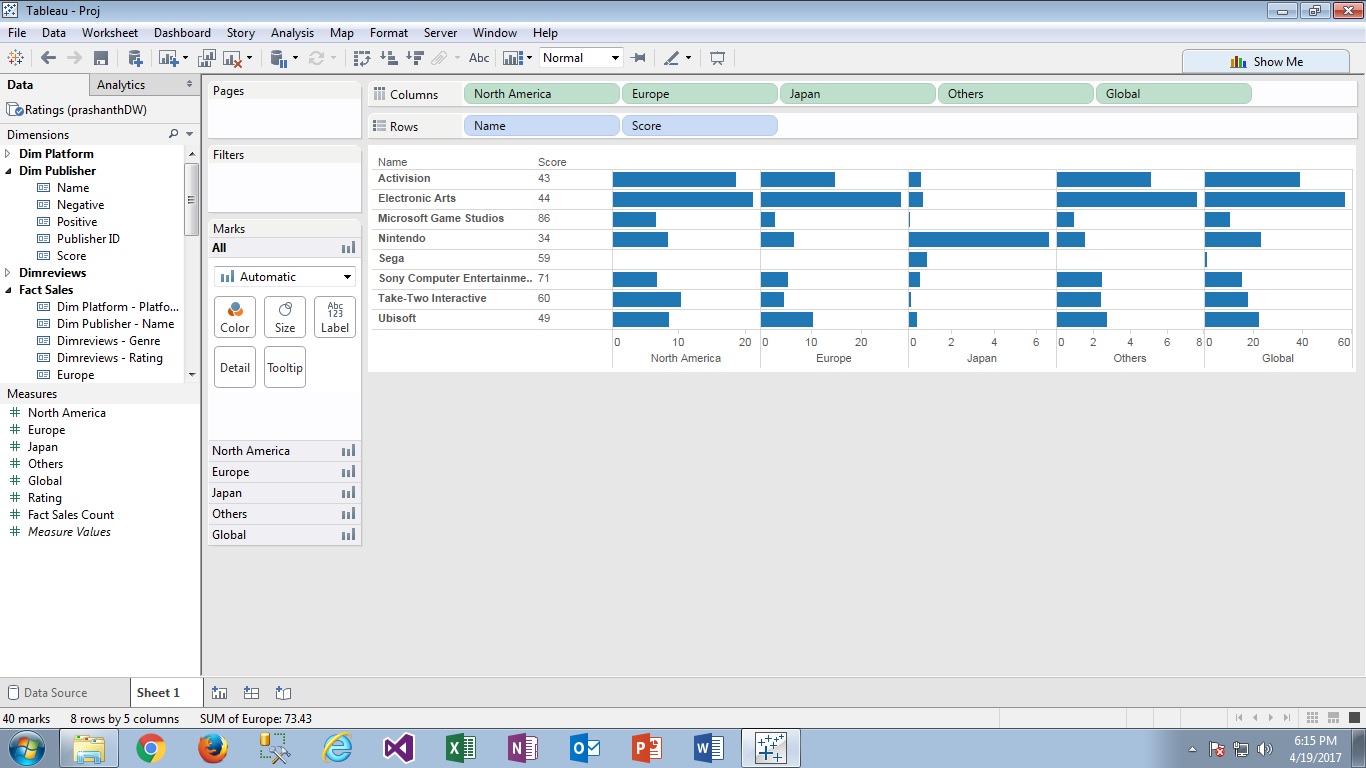 Tableau - Proj
File Data Worksheet Dashboard Story Analysis Map Format Server Window Help
Abc Normal Show Me
Data Analytics
Ratings (prashanthDW)
Dimensions
Dim Platform
Dim Publisher
Name
Negative
Positive
Publisher ID
Score
Dimreviews
Fact Sales
Dim Platform - Platfo...
Dim Publisher - Name
Dimreviews - Genre
Dimreviews - Rating
Europe
Measures
North America
Europe
Japan
Others
Global
Rating
Fact Sales Count
Measure Values
Pages
Filters
Marks
All
Automatic
Color Size Abc 123 Label
Detail Tooltip
North America
Europe
Japan
Others
Global
Columns North America Europe Japan Others Global
Rows Name Score
Name Score
Activision 43
Electronic Arts 44
Microsoft Game Studios 86
Nintendo 34
Sega 59
Sony Computer Entertainme.. 71
Take-Two Interactive 60
Ubisoft 49
0 10 20 0 10 20 0 2 4 6 0 2 4 6 8 0 20 40 60
North America Europe Japan Others Global
Data Source Sheet 1
40 marks 8 rows by 5 columns SUM of Europe: 73.43
6:15 PM
4/19/2017